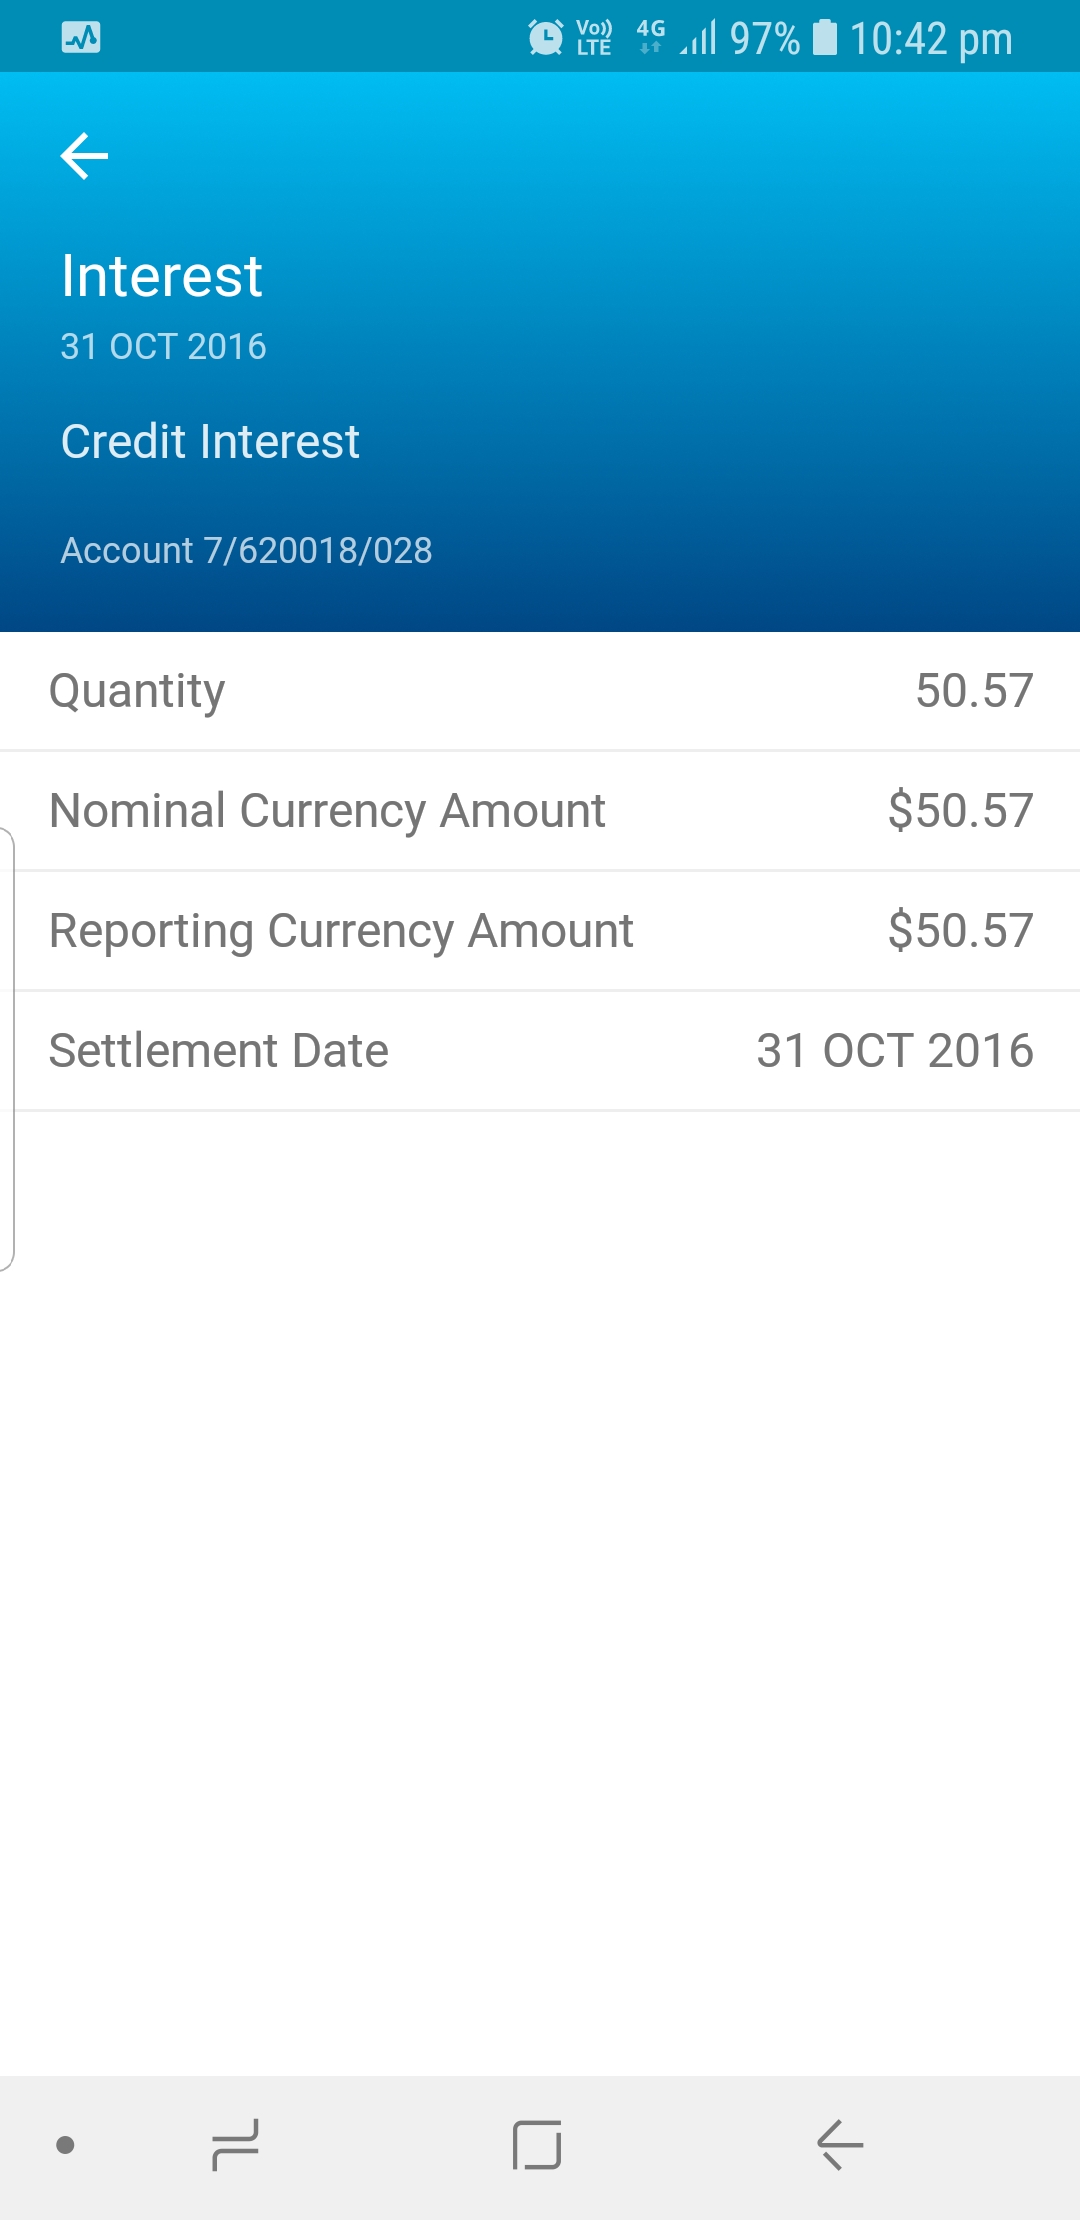 Vo)) LTE 4G 97% 10:42 pm
Interest
31 OCT 2016
Credit Interest
Account 7/620018/028
Quantity 50.57
Nominal Currency Amount $50.57
Reporting Currency Amount $50.57
Settlement Date 31 OCT 2016